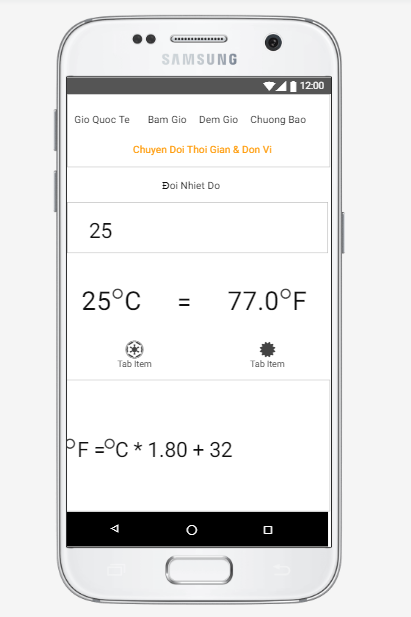 SAMSUNG
12:00
Gio Quoc Te Bam Gio Dem Gio Chuong Bao
Chuyen Doi Thoi Gian & Don Vi
Đoi Nhiet Do
25
25°C = 77.0°F
Tab Item Tab Item
°F =°C * 1.80 + 32